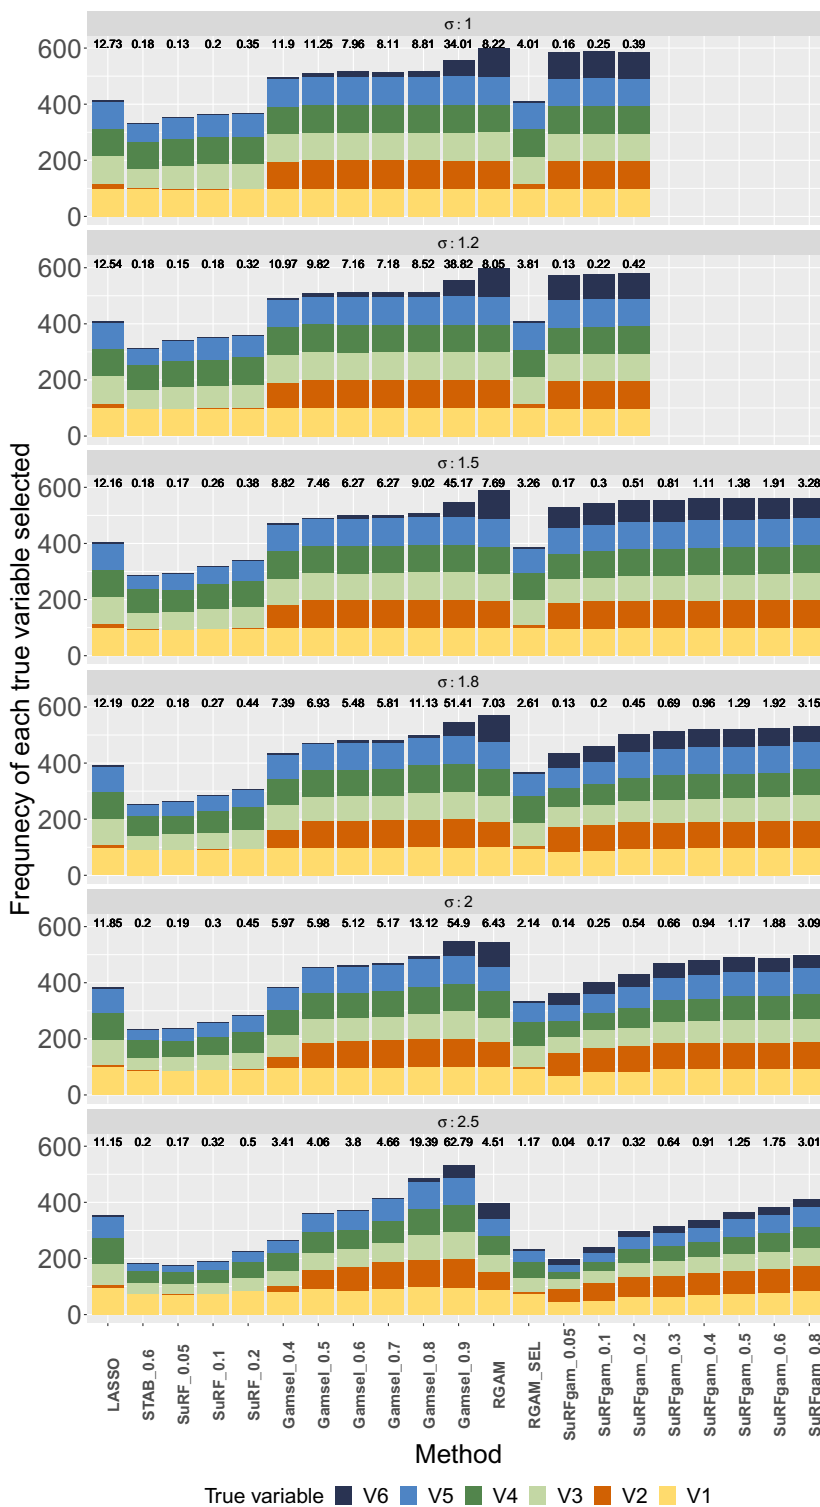 σ : 1
12.73 0.18 0.13 0.2 0.35 11.9 11.25 7.96 8.11 8.81 34.01 8.22 4.01 0.16 0.25 0.39
600
400
200
0
σ : 1.2
12.54 0.18 0.15 0.18 0.32 10.97 9.82 7.16 7.18 8.52 38.82 8.05 3.81 0.13 0.22 0.42
600
400
200
0
σ : 1.5
12.16 0.18 0.17 0.26 0.38 8.82 7.46 6.27 6.27 9.02 45.17 7.69 3.26 0.17 0.3 0.51 0.81 1.11 1.38 1.91 3.28
600
400
200
0
σ : 1.8
12.19 0.22 0.18 0.27 0.44 7.39 6.93 5.48 5.81 11.13 51.41 7.03 2.61 0.13 0.2 0.45 0.69 0.96 1.29 1.92 3.15
600
400
200
0
σ : 2
11.85 0.2 0.19 0.3 0.45 5.97 5.98 5.12 5.17 13.12 54.9 6.43 2.14 0.14 0.25 0.54 0.66 0.94 1.17 1.88 3.09
600
400
200
0
σ : 2.5
11.15 0.2 0.17 0.32 0.5 3.41 4.06 3.8 4.66 19.39 62.79 4.51 1.17 0.04 0.17 0.32 0.64 0.91 1.25 1.75 3.01
600
400
200
0
Frequnecy of each true variable selected
LASSO
STAB_0.6
SuRF_0.05
SuRF_0.1
SuRF_0.2
Gamsel_0.4
Gamsel_0.5
Gamsel_0.6
Gamsel_0.7
Gamsel_0.8
Gamsel_0.9
RGAM
RGAM_SEL
SuRFgam_0.05
SuRFgam_0.1
SuRFgam_0.2
SuRFgam_0.3
SuRFgam_0.4
SuRFgam_0.5
SuRFgam_0.6
SuRFgam_0.8
Method
True variable V6 V5 V4 V3 V2 V1